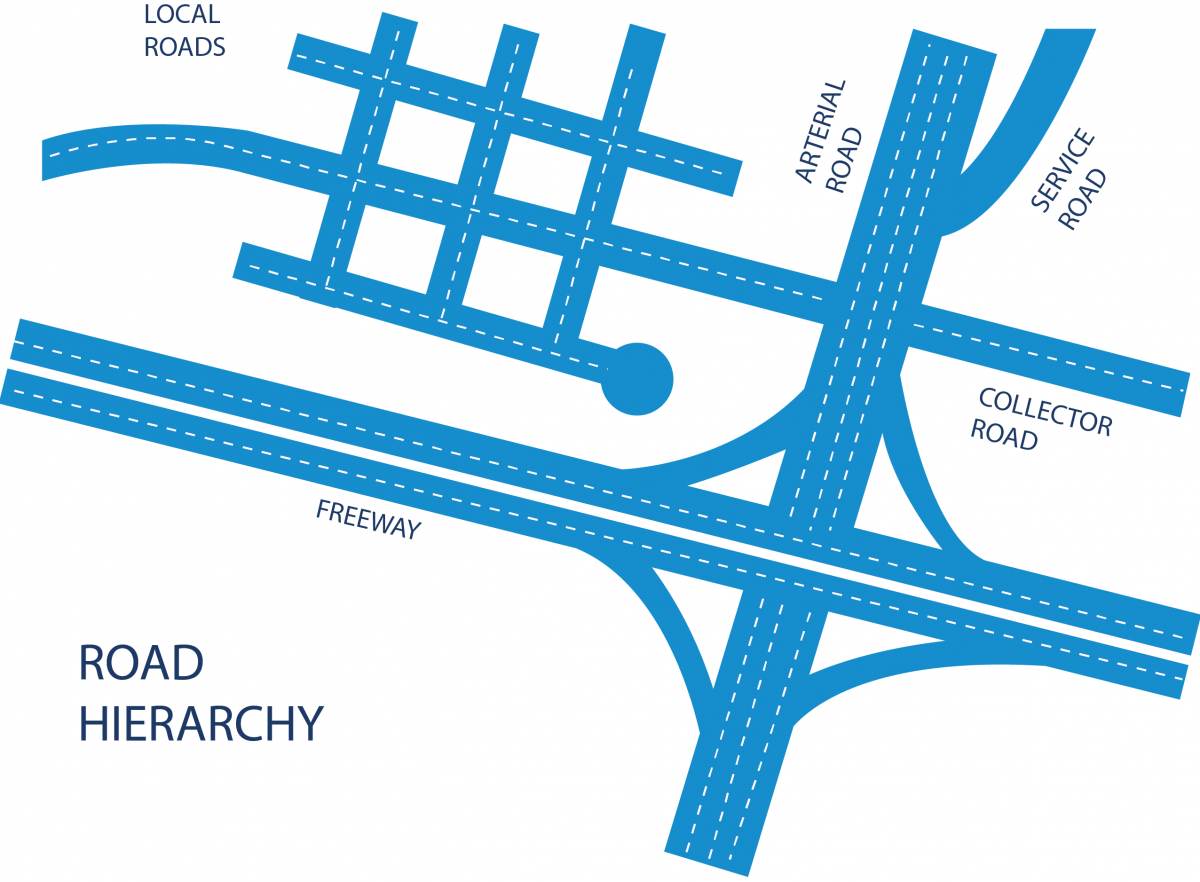 LOCAL
ROADS
ARTERIAL
ROAD
SERVICE
ROAD
COLLECTOR
ROAD
FREEWAY
ROAD
HIERARCHY